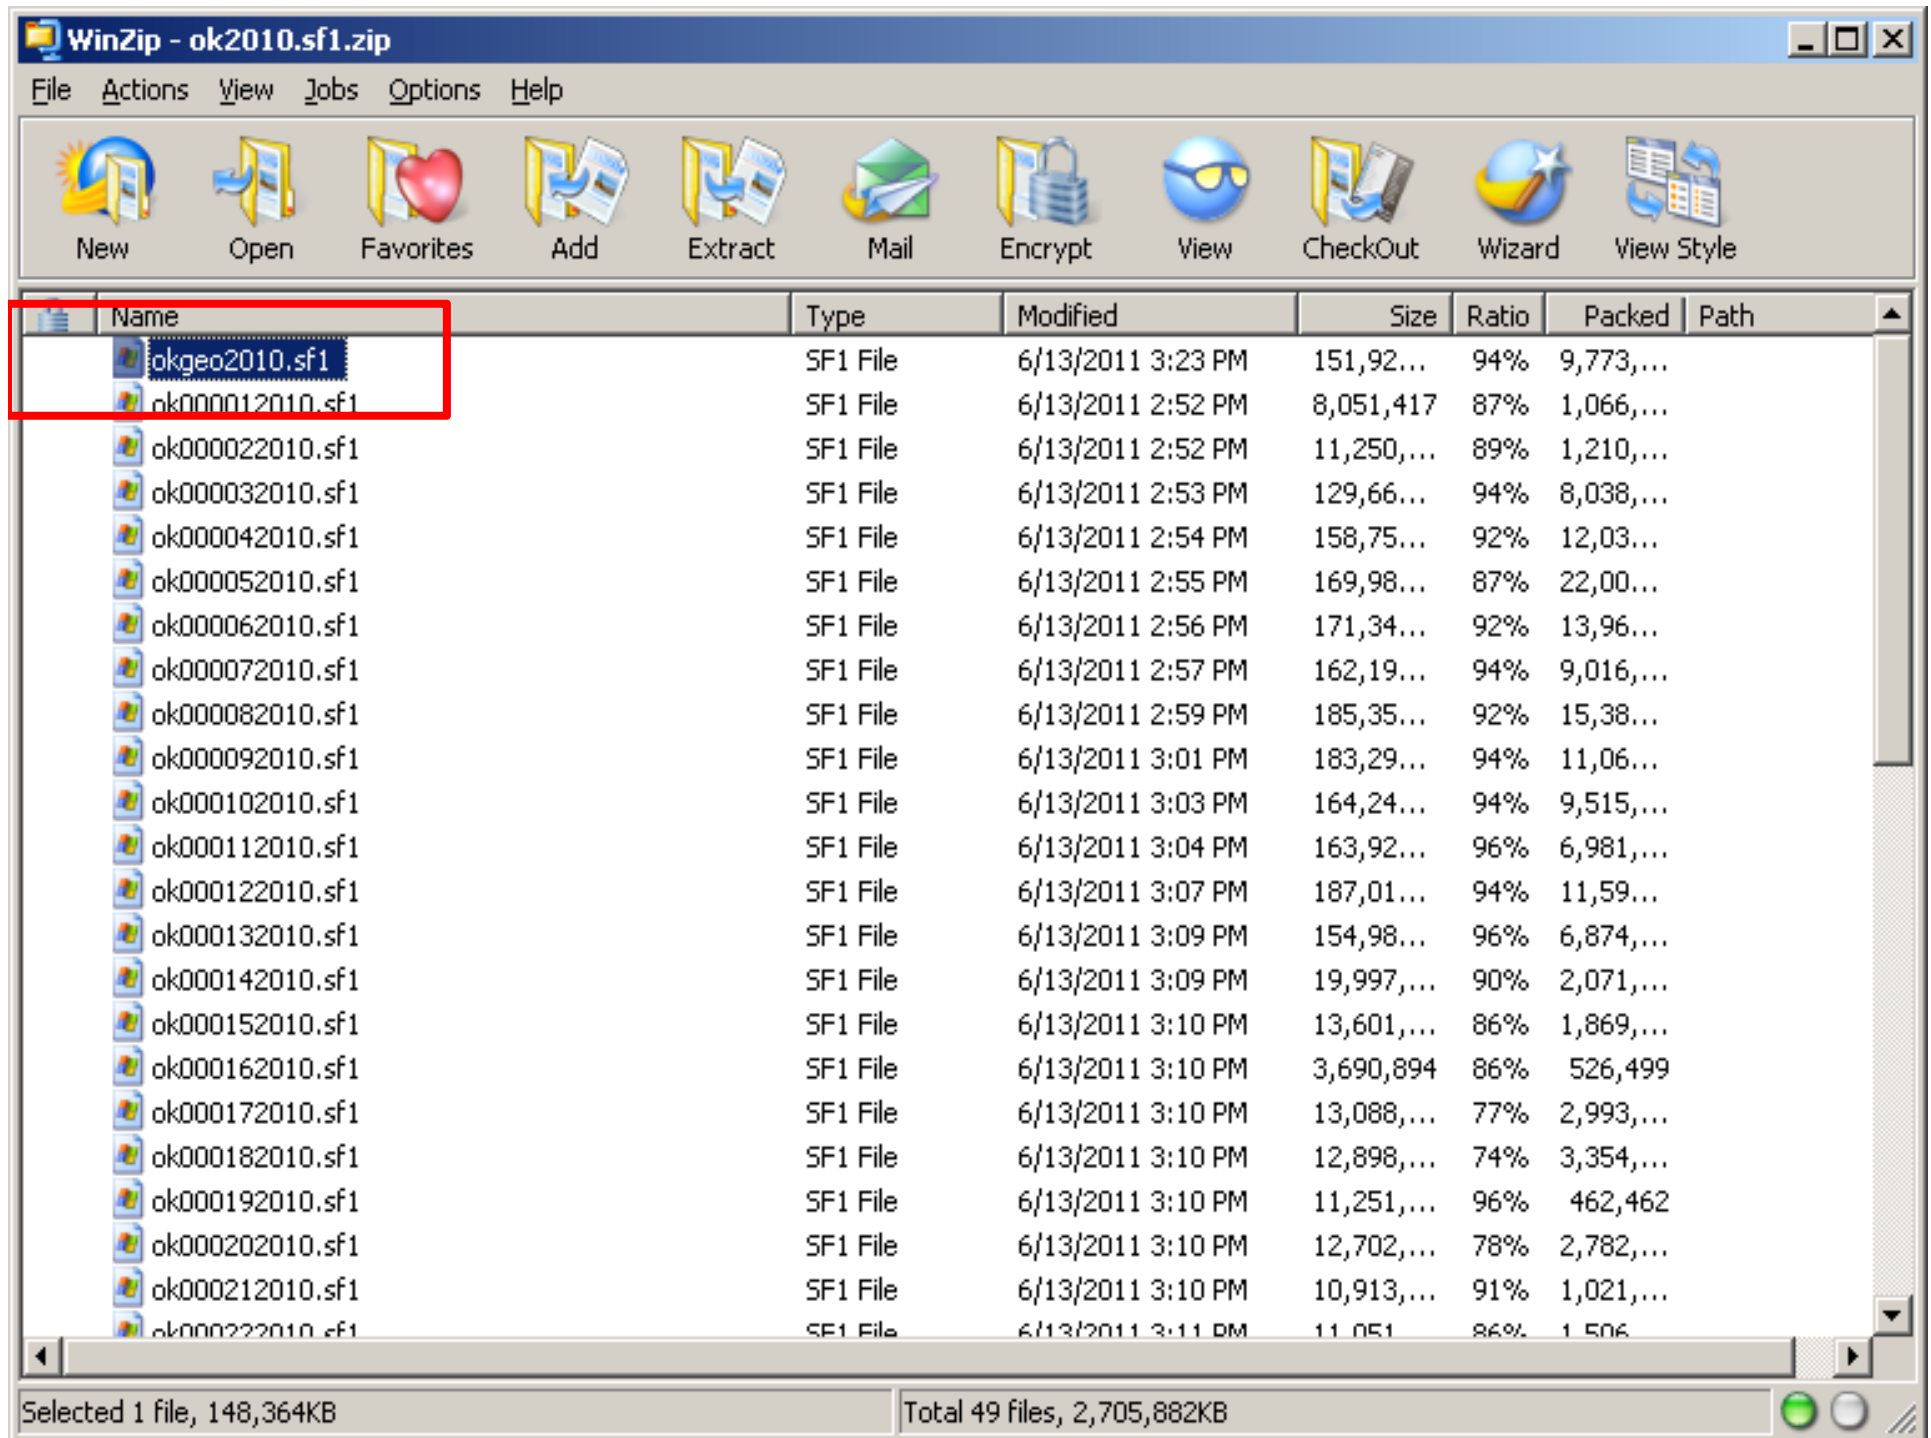 WinZip - ok2010.sf1.zip
File Actions View Jobs Options Help
New Open Favorites Add Extract Mail Encrypt View CheckOut Wizard View Style
Name Type Modified Size Ratio Packed Path
okgeo2010.sf1 SF1 File 6/13/2011 3:23 PM 151,92... 94% 9,773,...
ok000012010.sf1 SF1 File 6/13/2011 2:52 PM 8,051,417 87% 1,066,...
ok000022010.sf1 SF1 File 6/13/2011 2:52 PM 11,250,... 89% 1,210,...
ok000032010.sf1 SF1 File 6/13/2011 2:53 PM 129,66... 94% 8,038,...
ok000042010.sf1 SF1 File 6/13/2011 2:54 PM 158,75... 92% 12,03...
ok000052010.sf1 SF1 File 6/13/2011 2:55 PM 169,98... 87% 22,00...
ok000062010.sf1 SF1 File 6/13/2011 2:56 PM 171,34... 92% 13,96...
ok000072010.sf1 SF1 File 6/13/2011 2:57 PM 162,19... 94% 9,016,...
ok000082010.sf1 SF1 File 6/13/2011 2:59 PM 185,35... 92% 15,38...
ok000092010.sf1 SF1 File 6/13/2011 3:01 PM 183,29... 94% 11,06...
ok000102010.sf1 SF1 File 6/13/2011 3:03 PM 164,24... 94% 9,515,...
ok000112010.sf1 SF1 File 6/13/2011 3:04 PM 163,92... 96% 6,981,...
ok000122010.sf1 SF1 File 6/13/2011 3:07 PM 187,01... 94% 11,59...
ok000132010.sf1 SF1 File 6/13/2011 3:09 PM 154,98... 96% 6,874,...
ok000142010.sf1 SF1 File 6/13/2011 3:09 PM 19,997,... 90% 2,071,...
ok000152010.sf1 SF1 File 6/13/2011 3:10 PM 13,601,... 86% 1,869,...
ok000162010.sf1 SF1 File 6/13/2011 3:10 PM 3,690,894 86% 526,499
ok000172010.sf1 SF1 File 6/13/2011 3:10 PM 13,088,... 77% 2,993,...
ok000182010.sf1 SF1 File 6/13/2011 3:10 PM 12,898,... 74% 3,354,...
ok000192010.sf1 SF1 File 6/13/2011 3:10 PM 11,251,... 96% 462,462
ok000202010.sf1 SF1 File 6/13/2011 3:10 PM 12,702,... 78% 2,782,...
ok000212010.sf1 SF1 File 6/13/2011 3:10 PM 10,913,... 91% 1,021,...
ok000222010.sf1 SF1 File 6/13/2011 3:11 PM 11,051 86% 1,506
Selected 1 file, 148,364KB Total 49 files, 2,705,882KB